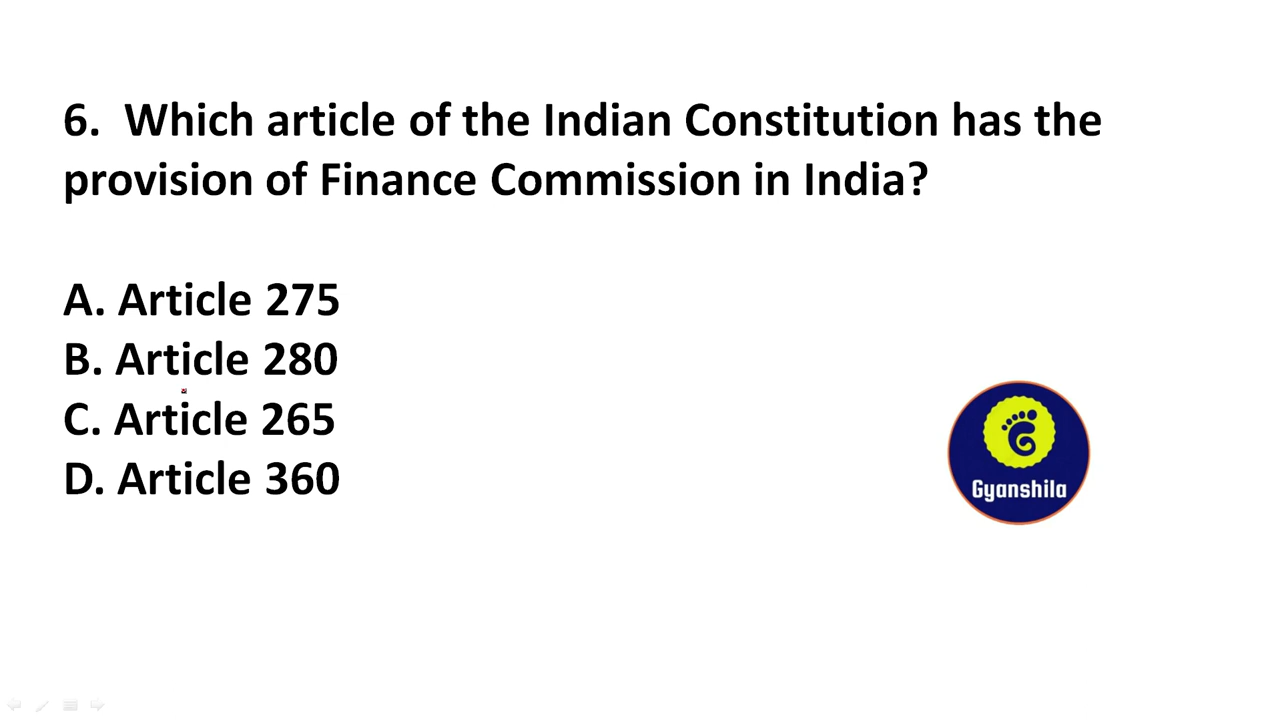 6.  Which article of the Indian Constitution has the
provision of Finance Commission in India?
A. Article 275
B. Article 280
C. Article 265
D. Article 360
Gyanshila